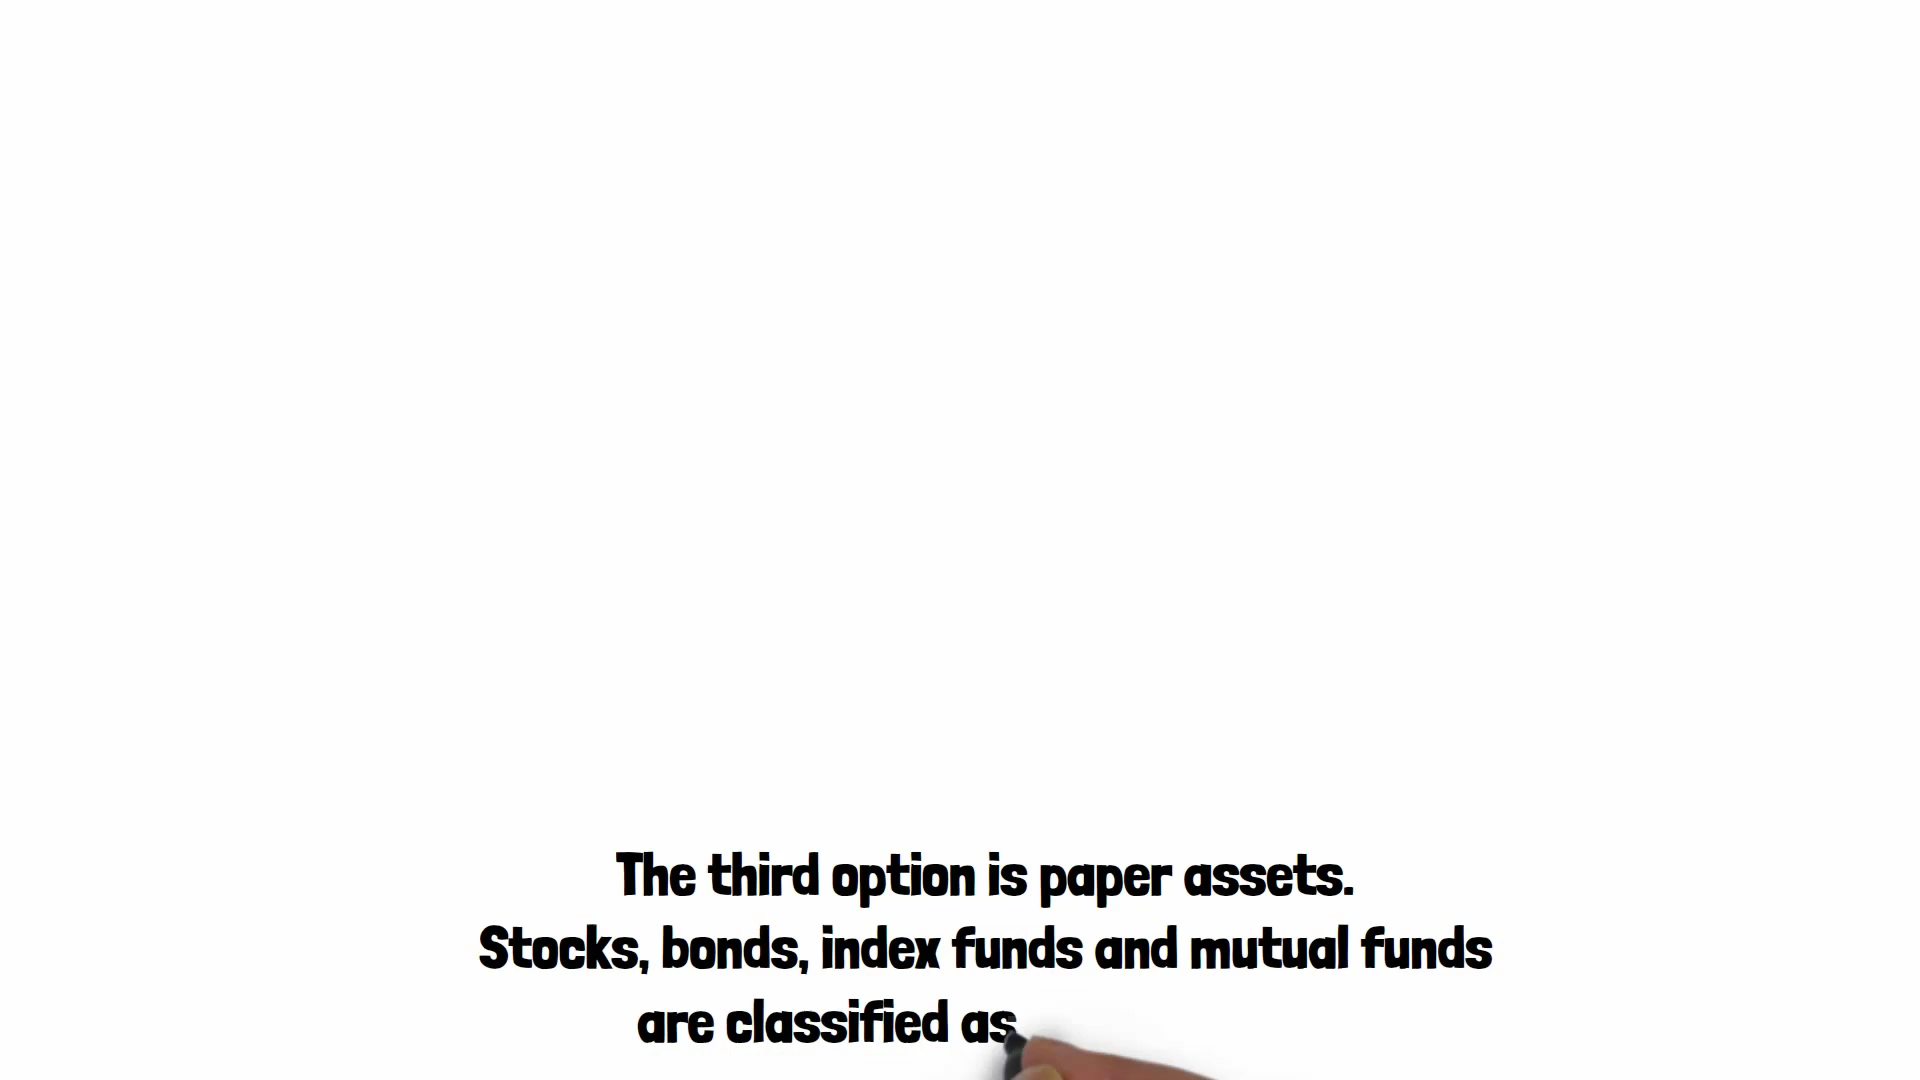 The third option is paper assets.
Stocks, bonds, index funds and mutual funds
are classified as